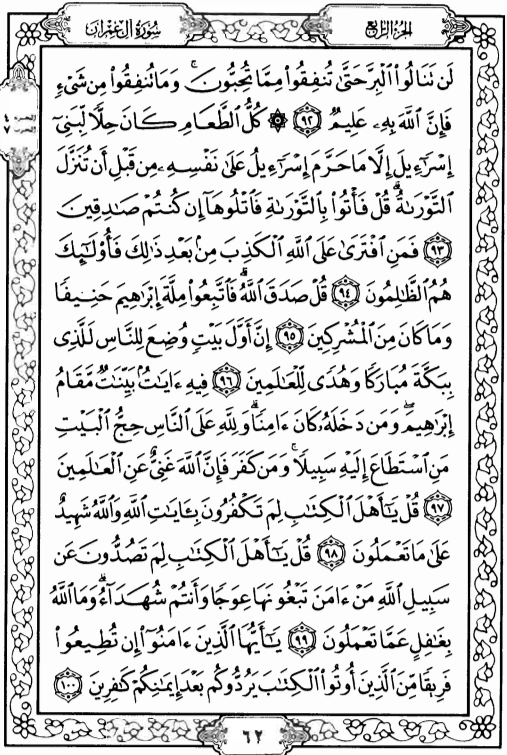 سُورَةُ آلِ عِمْرَان
الجُزْءُ الرَّابِعُ
لَن تَنَالُوا۟ ٱلْبِرَّ حَتَّىٰ تُنفِقُوا۟ مِمَّا تُحِبُّونَ ۚ وَمَا تُنفِقُوا۟ مِن شَىْءٍ
فَإِنَّ ٱللَّهَ بِهِۦ عَلِيمٌ ﴿٩٢﴾ ۞ كُلُّ ٱلطَّعَامِ كَانَ حِلًّا لِّبَنِىٓ
إِسْرَٰٓءِيلَ إِلَّا مَا حَرَّمَ إِسْرَٰٓءِيلُ عَلَىٰ نَفْسِهِۦ مِن قَبْلِ أَن تُنَزَّلَ
ٱلتَّوْرَىٰةُ ۗ قُلْ فَأْتُوا۟ بِٱلتَّوْرَىٰةِ فَٱتْلُوهَآ إِن كُنتُمْ صَـٰدِقِينَ
﴿٩٣﴾ فَمَنِ ٱفْتَرَىٰ عَلَى ٱللَّهِ ٱلْكَذِبَ مِنۢ بَعْدِ ذَٰلِكَ فَأُو۟لَـٰٓئِكَ
هُمُ ٱلظَّـٰلِمُونَ ﴿٩٤﴾ قُلْ صَدَقَ ٱللَّهُ ۗ فَٱتَّبِعُوا۟ مِلَّةَ إِبْرَٰهِيمَ حَنِيفًا
وَمَا كَانَ مِنَ ٱلْمُشْرِكِينَ ﴿٩٥﴾ إِنَّ أَوَّلَ بَيْتٍ وُضِعَ لِلنَّاسِ لَلَّذِى
بِبَكَّةَ مُبَارَكًا وَهُدًى لِّلْعَـٰلَمِينَ ﴿٩٦﴾ فِيهِ ءَايَـٰتٌۢ بَيِّنَـٰتٌ مَّقَامُ
إِبْرَٰهِيمَ ۖ وَمَن دَخَلَهُۥ كَانَ ءَامِنًا ۗ وَلِلَّهِ عَلَى ٱلنَّاسِ حِجُّ ٱلْبَيْتِ
مَنِ ٱسْتَطَاعَ إِلَيْهِ سَبِيلًا ۚ وَمَن كَفَرَ فَإِنَّ ٱللَّهَ غَنِىٌّ عَنِ ٱلْعَـٰلَمِينَ
﴿٩٧﴾ قُلْ يَـٰٓأَهْلَ ٱلْكِتَـٰبِ لِمَ تَكْفُرُونَ بِـَٔايَـٰتِ ٱللَّهِ وَٱللَّهُ شَهِيدٌ
عَلَىٰ مَا تَعْمَلُونَ ﴿٩٨﴾ قُلْ يَـٰٓأَهْلَ ٱلْكِتَـٰبِ لِمَ تَصُدُّونَ عَن
سَبِيلِ ٱللَّهِ مَنْ ءَامَنَ تَبْغُونَهَا عِوَجًا وَأَنتُمْ شُهَدَآءُ ۗ وَمَا ٱللَّهُ
بِغَـٰفِلٍ عَمَّا تَعْمَلُونَ ﴿٩٩﴾ يَـٰٓأَيُّهَا ٱلَّذِينَ ءَامَنُوٓا۟ إِن تُطِيعُوا۟
فَرِيقًا مِّنَ ٱلَّذِينَ أُوتُوا۟ ٱلْكِتَـٰبَ يَرُدُّوكُم بَعْدَ إِيمَـٰنِكُمْ كَـٰفِرِينَ ﴿١٠٠﴾
٦٢